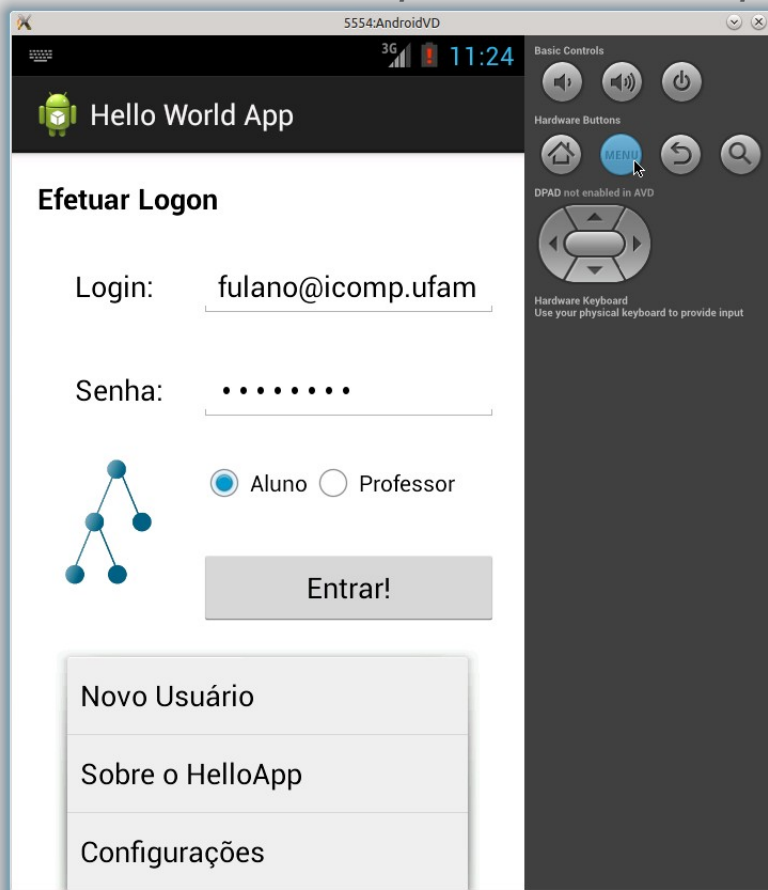 5554:AndroidVD
3G 11:24
Hello World App
Efetuar Logon
Login: fulano@icomp.ufam
Senha: ••••••••
Aluno Professor
Entrar!
Novo Usuário
Sobre o HelloApp
Configurações
Basic Controls
Hardware Buttons
MENU
DPAD not enabled in AVD
Hardware Keyboard
Use your physical keyboard to provide input